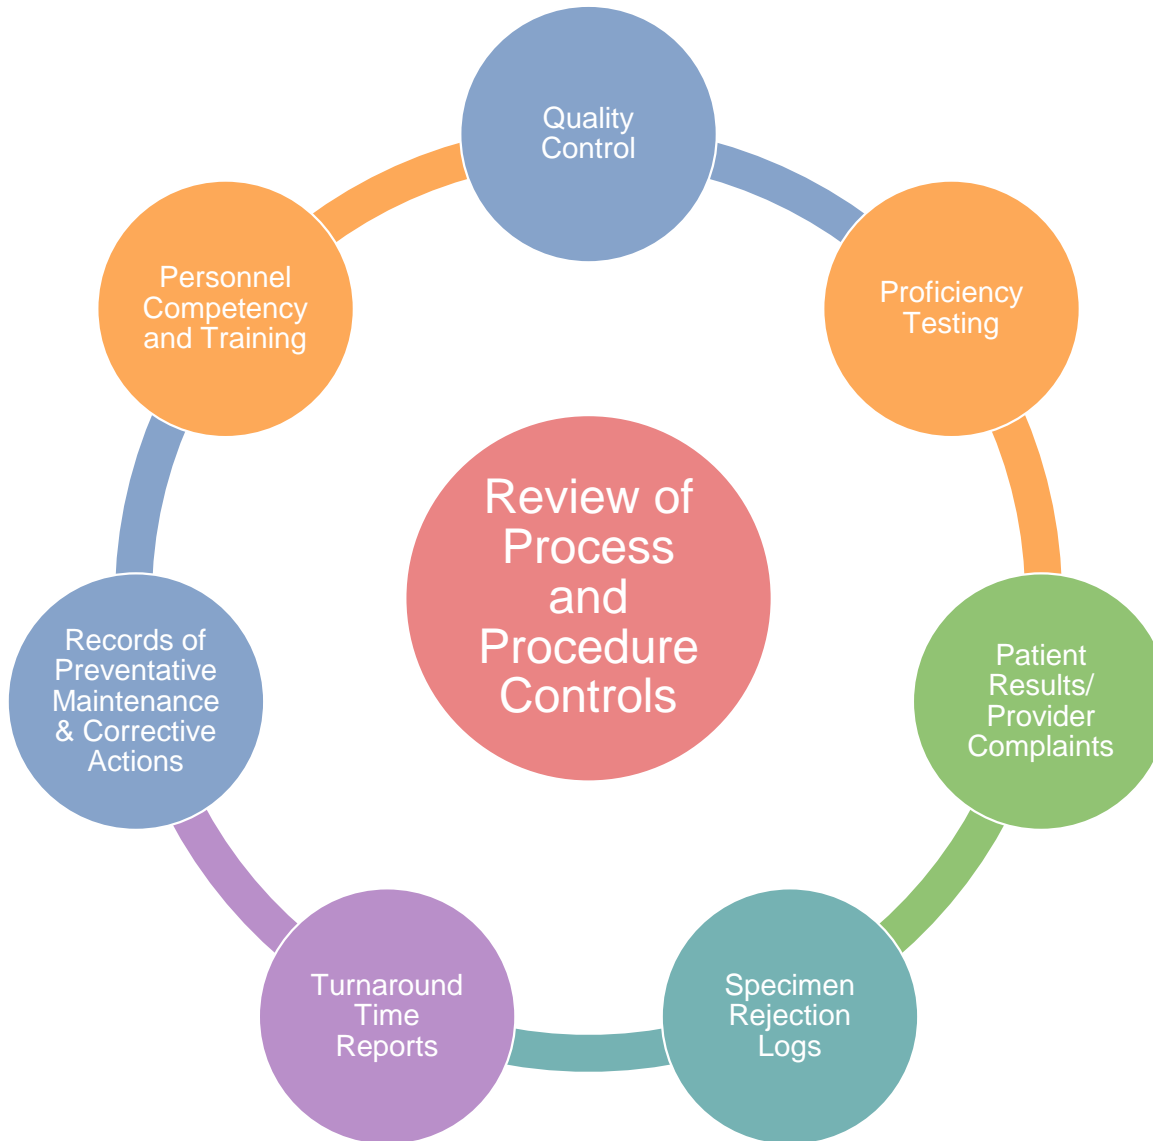 Quality
Control
Proficiency
Testing
Patient
Results/
Provider
Complaints
Specimen
Rejection
Logs
Turnaround
Time
Reports
Records of
Preventative
Maintenance
& Corrective
Actions
Personnel
Competency
and Training
Review of
Process
and
Procedure
Controls